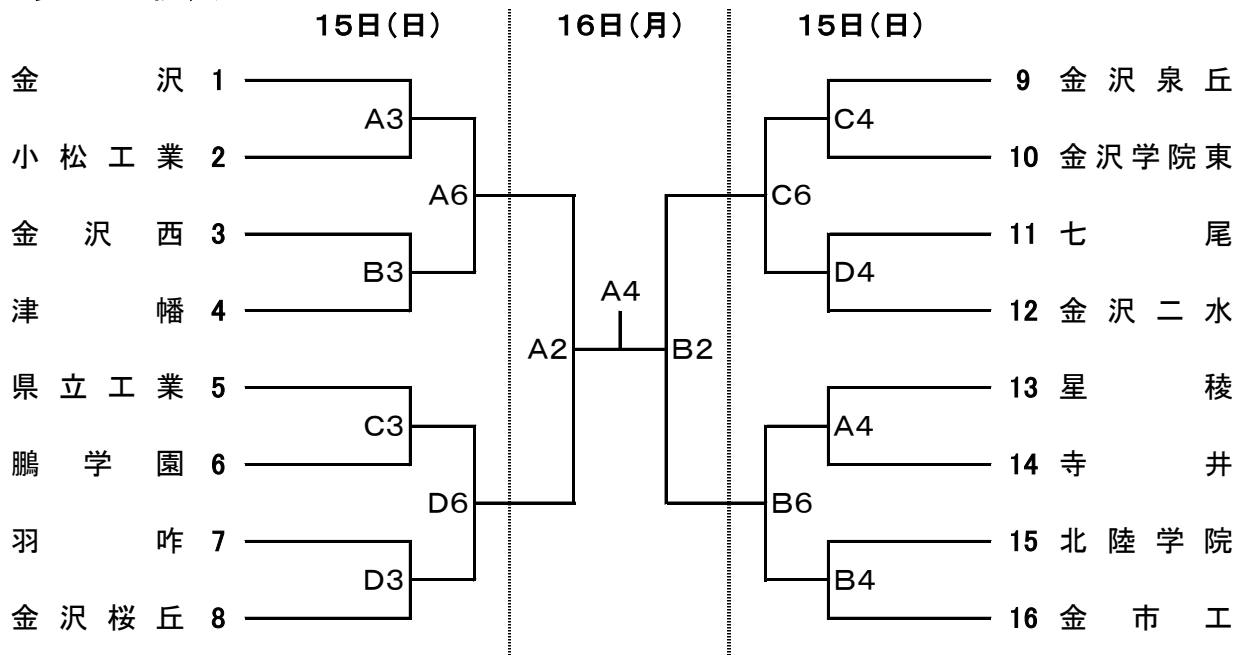 15日(日) 16日(月) 15日(日)
金沢 1 9 金沢泉丘
A3 C4
小松工業 2 10 金沢学院東
A6 C6
金沢西 3 11 七尾
B3 D4
A4
津幡 4 12 金沢二水
A2 B2
県立工業 5 13 星稜
C3 A4
鵬学園 6 14 寺井
D6 B6
羽咋 7 15 北陸学院
D3 B4
金沢桜丘 8 16 金市工